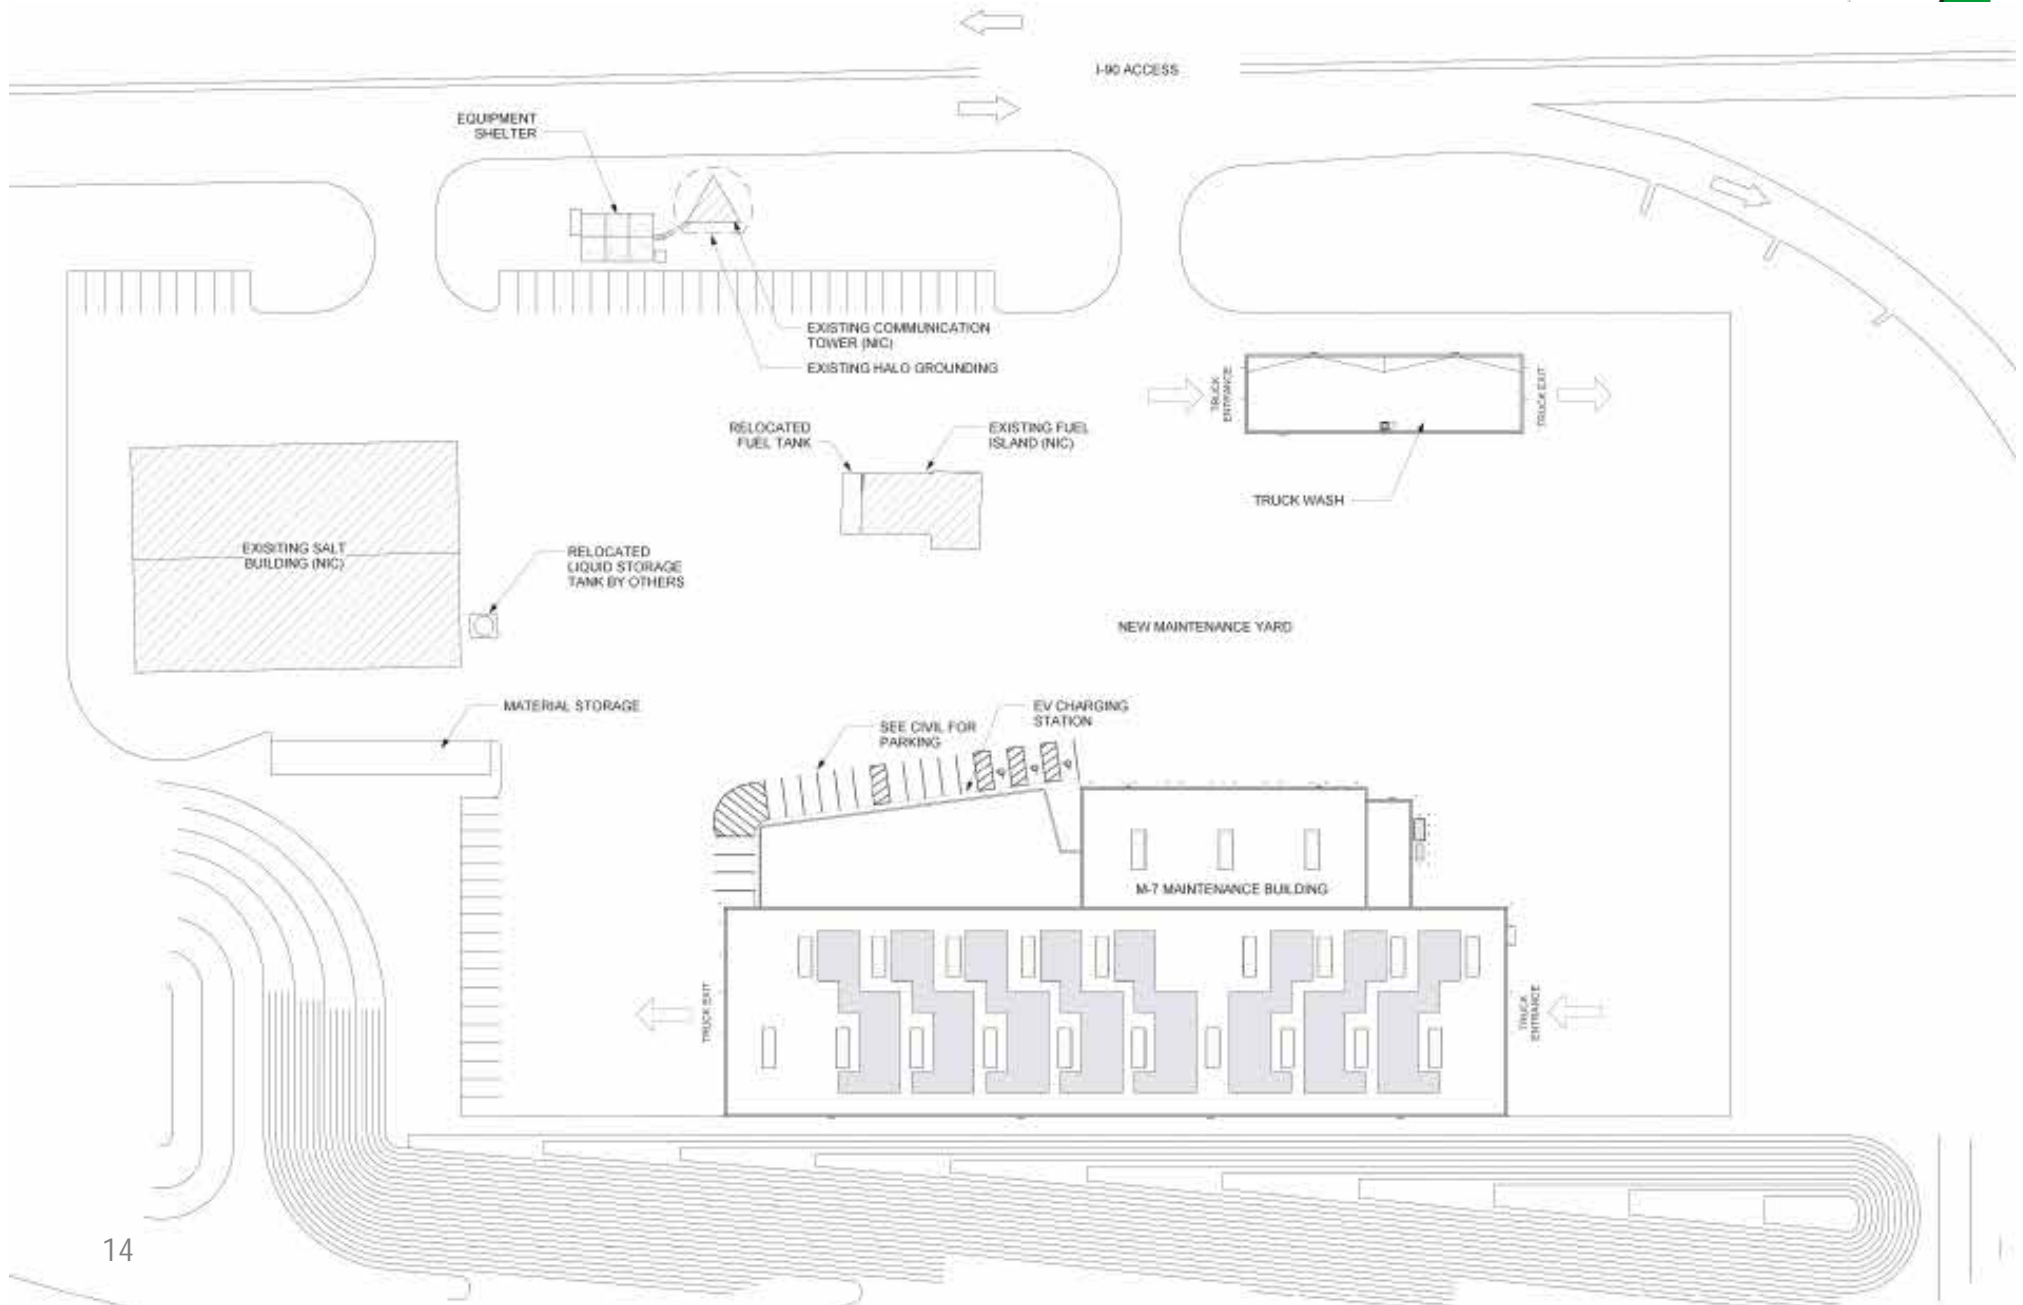 I-90 ACCESS
EQUIPMENT
SHELTER
EXISTING COMMUNICATION
TOWER (NIC)
EXISTING HALO GROUNDING
TRUCK
ENTRANCE
TRUCK EXIT
RELOCATED
FUEL TANK
EXISTING FUEL
ISLAND (NIC)
TRUCK WASH
EXISITING SALT
BUILDING (NIC)
RELOCATED
LIQUID STORAGE
TANK BY OTHERS
NEW MAINTENANCE YARD
MATERIAL STORAGE
SEE CIVIL FOR
PARKING
EV CHARGING
STATION
M-7 MAINTENANCE BUILDING
TRUCK EXIT
TRUCK
ENTRANCE
14